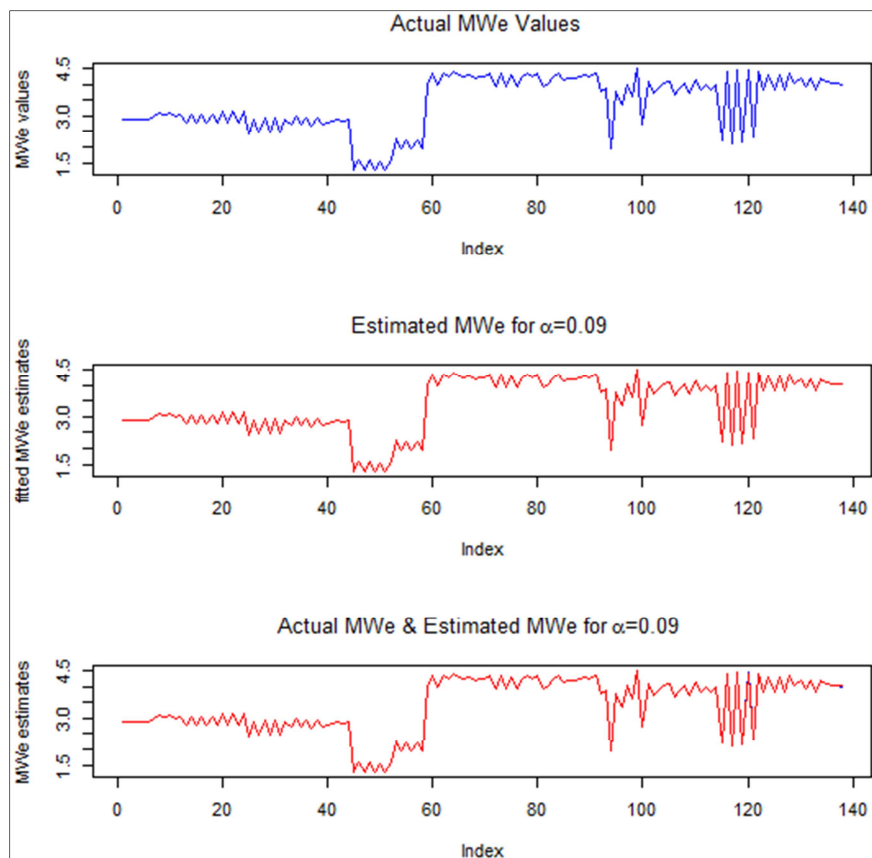 Actual MWe Values
MWe values
4.5
3.0
1.5
0 20 40 60 80 100 120 140
Index
Estimated MWe for α=0.09
fitted MWe estimates
4.5
3.0
1.5
0 20 40 60 80 100 120 140
Index
Actual MWe & Estimated MWe for α=0.09
MWe estimates
4.5
3.0
1.5
0 20 40 60 80 100 120 140
Index